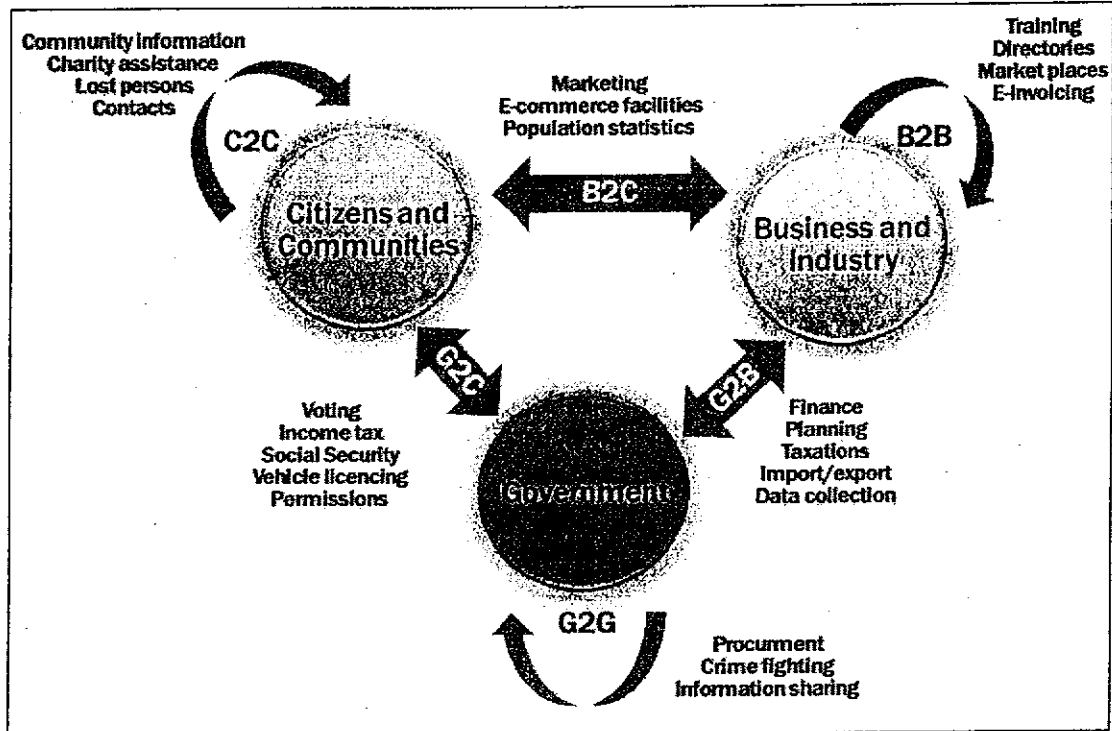 Community information
Charity assistance
Lost persons
Contacts
C2C
Citizens and
Communities
Marketing
E-commerce facilities
Population statistics
B2C
Training
Directories
Market places
E-invoicing
B2B
Business and
Industry
G2C
Voting
Income tax
Social Security
Vehicle licencing
Permissions
G2B
Finance
Planning
Taxations
Import/export
Data collection
Government
G2G
Procurment
Crime fighting
Information sharing